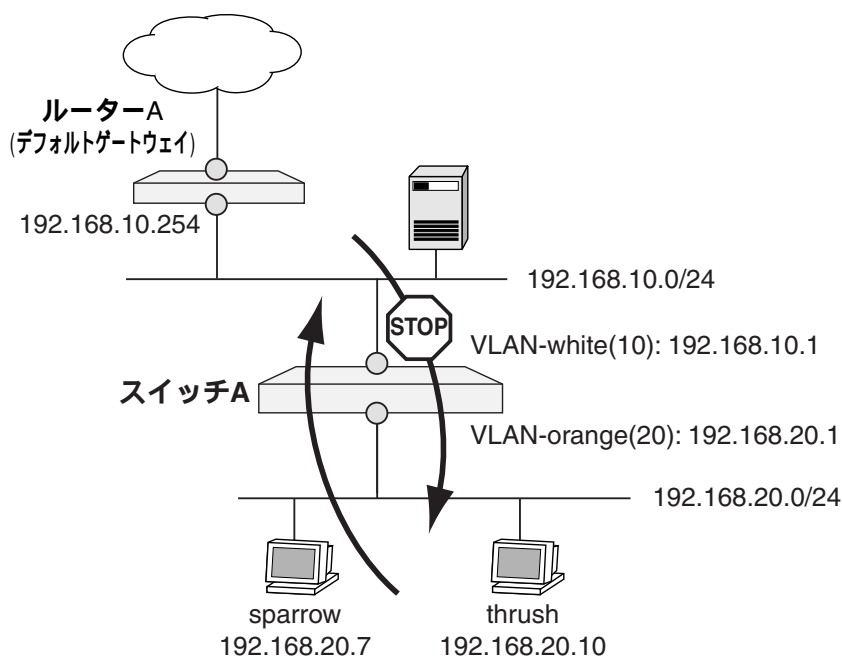 ルーターA
(デフォルトゲートウェイ)
192.168.10.254
192.168.10.0/24
STOP
VLAN-white(10): 192.168.10.1
スイッチA
VLAN-orange(20): 192.168.20.1
192.168.20.0/24
sparrow
192.168.20.7
thrush
192.168.20.10